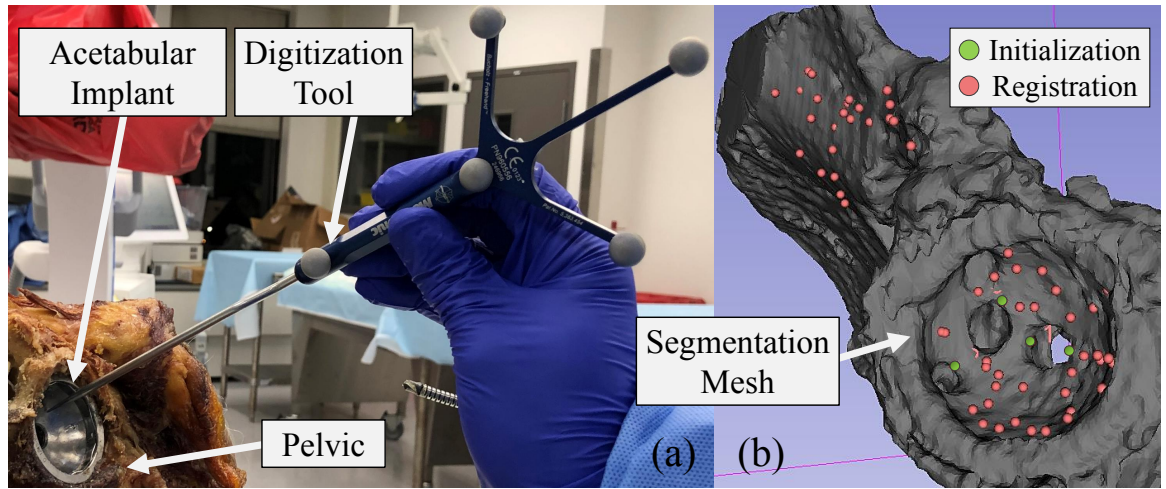 Acetabular
Implant
Digitization
Tool
Pelvic
(a)
Initialization
Registration
Segmentation
Mesh
(b)